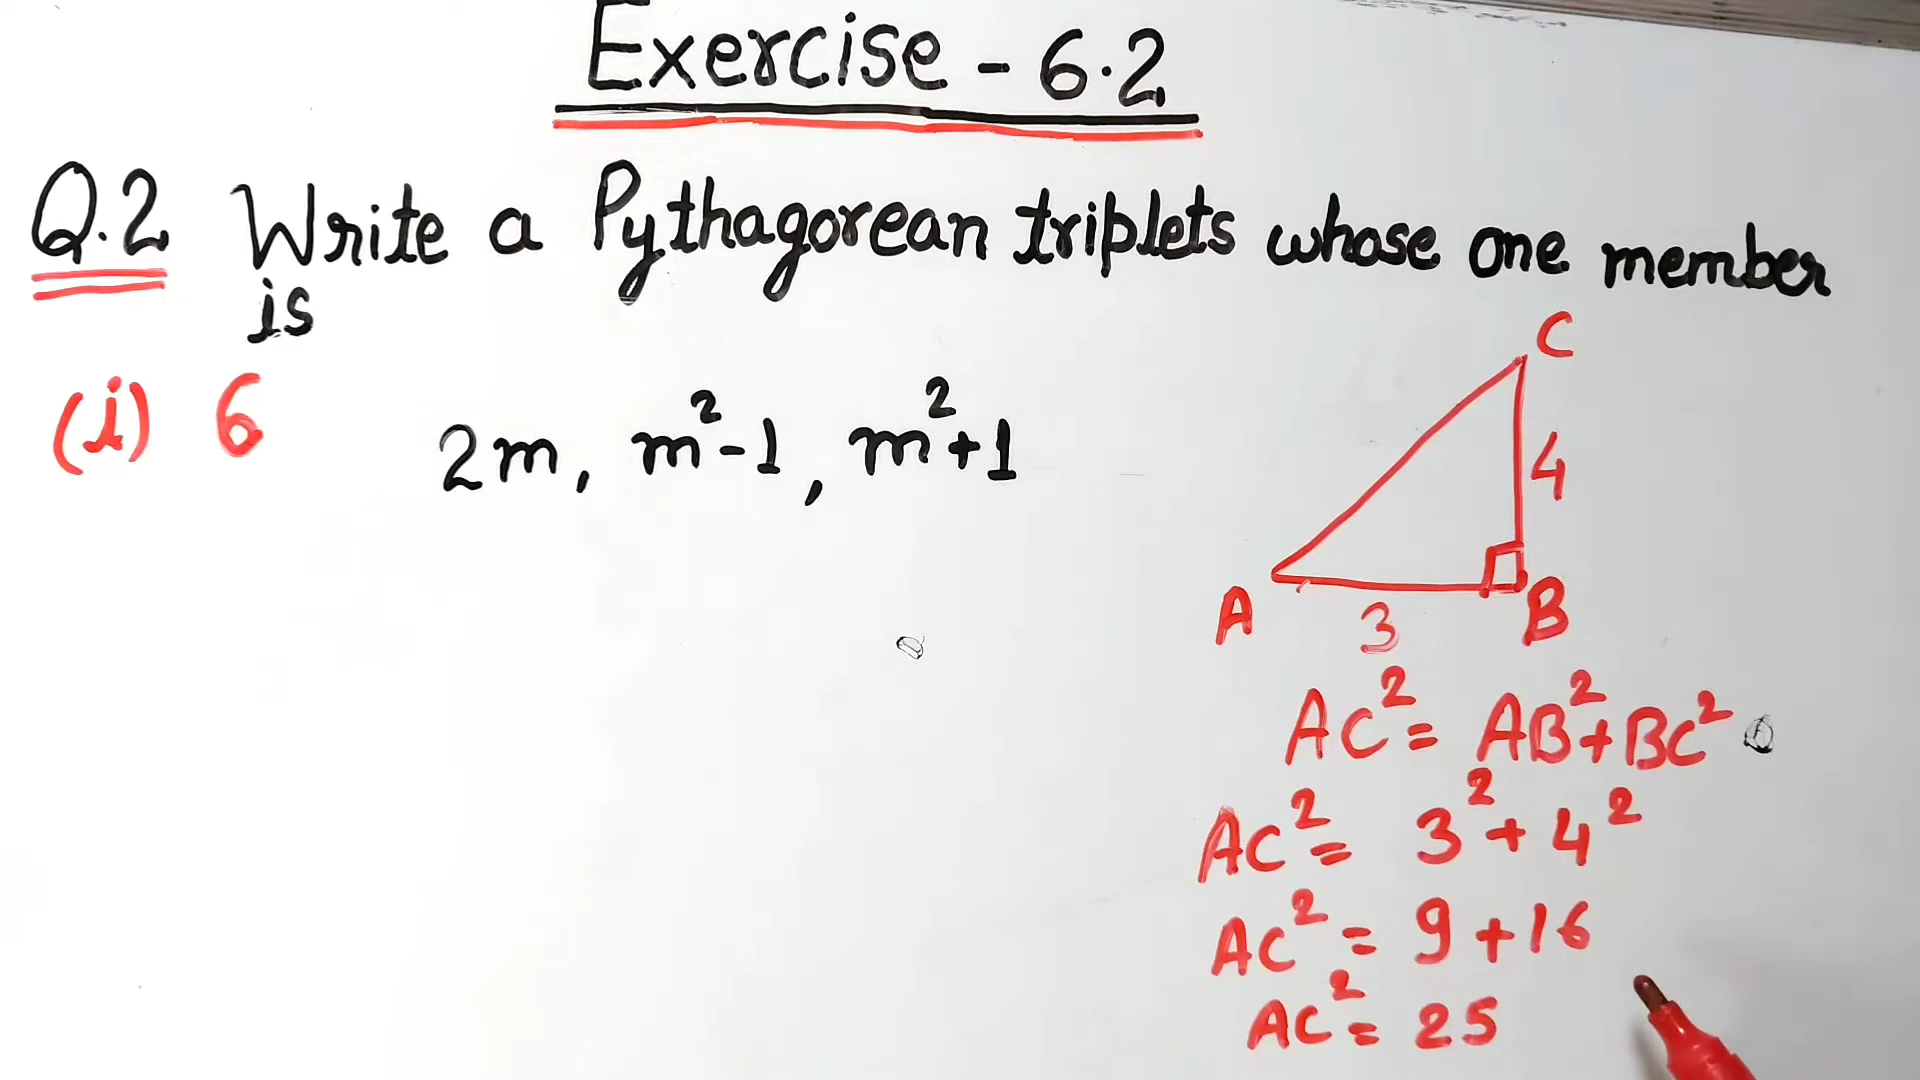 Exercise - 6.2
Q.2 Write a Pythagorean triplets whose one member
is
(i) 6
2m, m²-1, m²+1
C
4
A
3
B
AC² = AB² + BC²
AC² = 3² + 4²
AC² = 9 + 16
AC² = 25